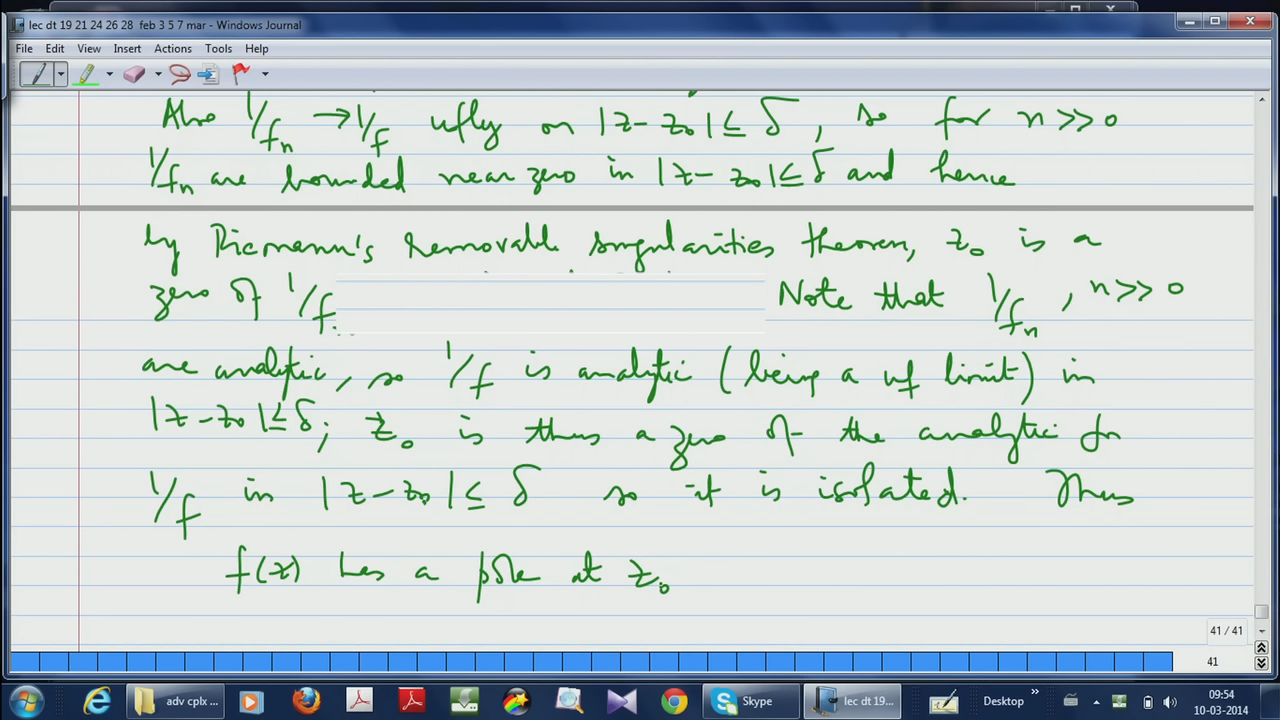 lec dt 19 21 24 26 28 feb 3 5 7 mar - Windows Journal
File Edit View Insert Actions Tools Help
Also 1/fn → 1/f ufly on |z - z0| ≤ δ, so for n >> 0
1/fn are bounded near zero in |z - z0| ≤ δ and hence
by Riemann's Removable singularities theorem, z0 is a
zero of 1/f. Note that 1/fn, n >> 0
are analytic, so 1/f is analytic (being a uf limit) in
|z - z0| ≤ δ; z0 is thus a zero of the analytic fn
1/f in |z - z0| ≤ δ so it is isolated. Thus
f(z) has a pole at z0
41 / 41
41
adv cplx ...
Skype
lec dt 19...
Desktop
09:54
10-03-2014